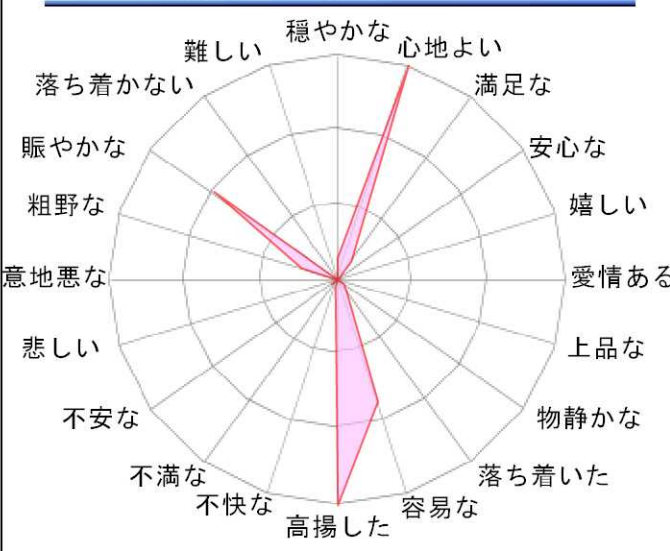 穏やかな
心地よい
満足な
安心な
嬉しい
愛情ある
上品な
物静かな
落ち着いた
容易な
高揚した
不快な
不満な
不安な
悲しい
意地悪な
粗野な
賑やかな
落ち着かない
難しい